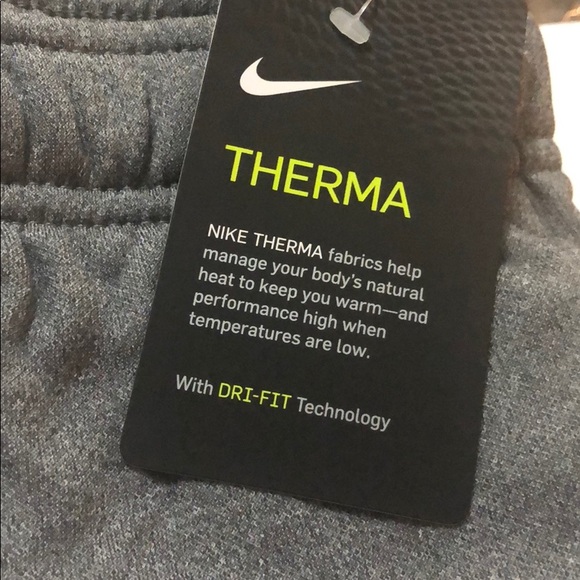 THERMA
NIKE THERMA fabrics help
manage your body's natural
heat to keep you warm—and
performance high when
temperatures are low.
With DRI-FIT Technology